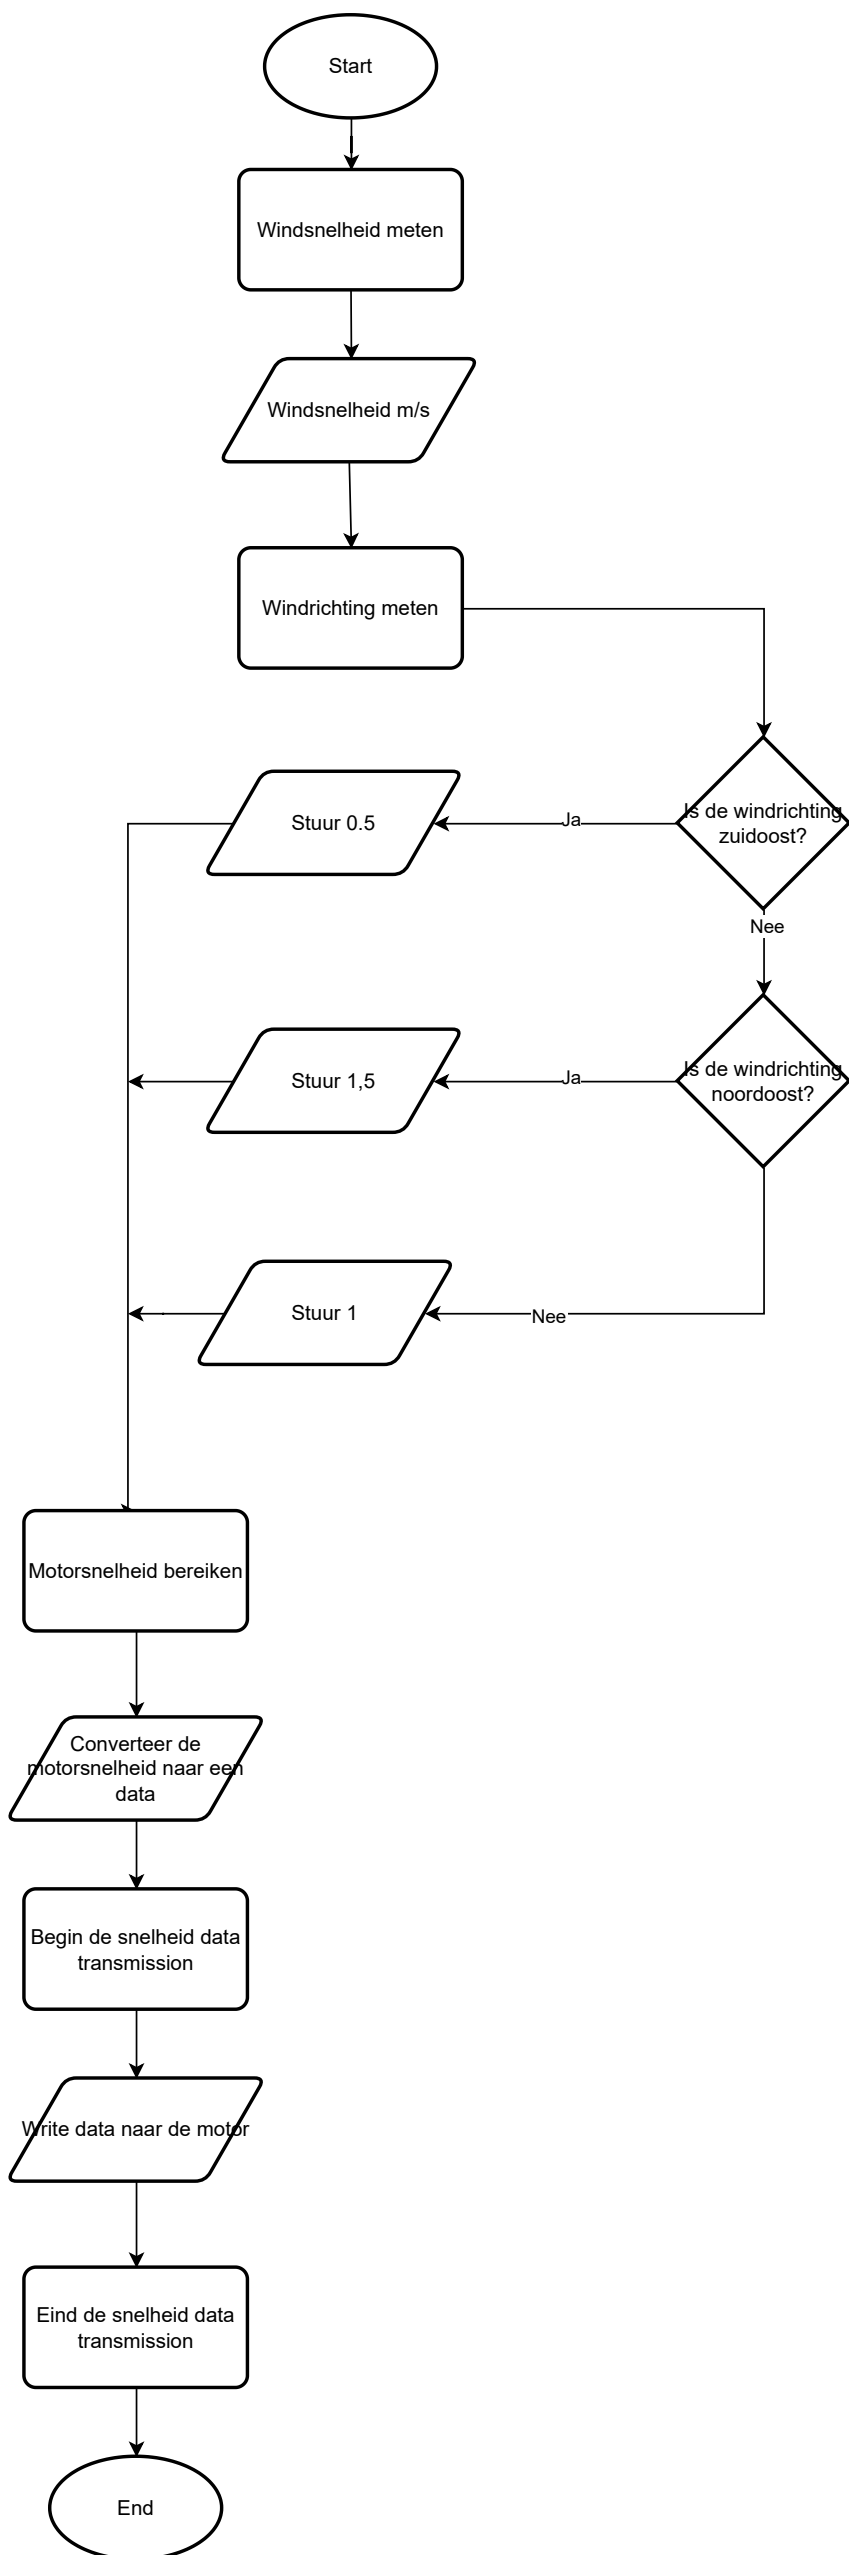 Start
Windsnelheid meten
Windsnelheid m/s
Windrichting meten
Is de windrichting
zuidoost?
Ja
Stuur 0.5
Nee
Is de windrichting
noordoost?
Ja
Stuur 1,5
Nee
Stuur 1
Motorsnelheid bereiken
Converteer de
motorsnelheid naar een
data
Begin de snelheid data
transmission
Write data naar de motor
Eind de snelheid data
transmission
End